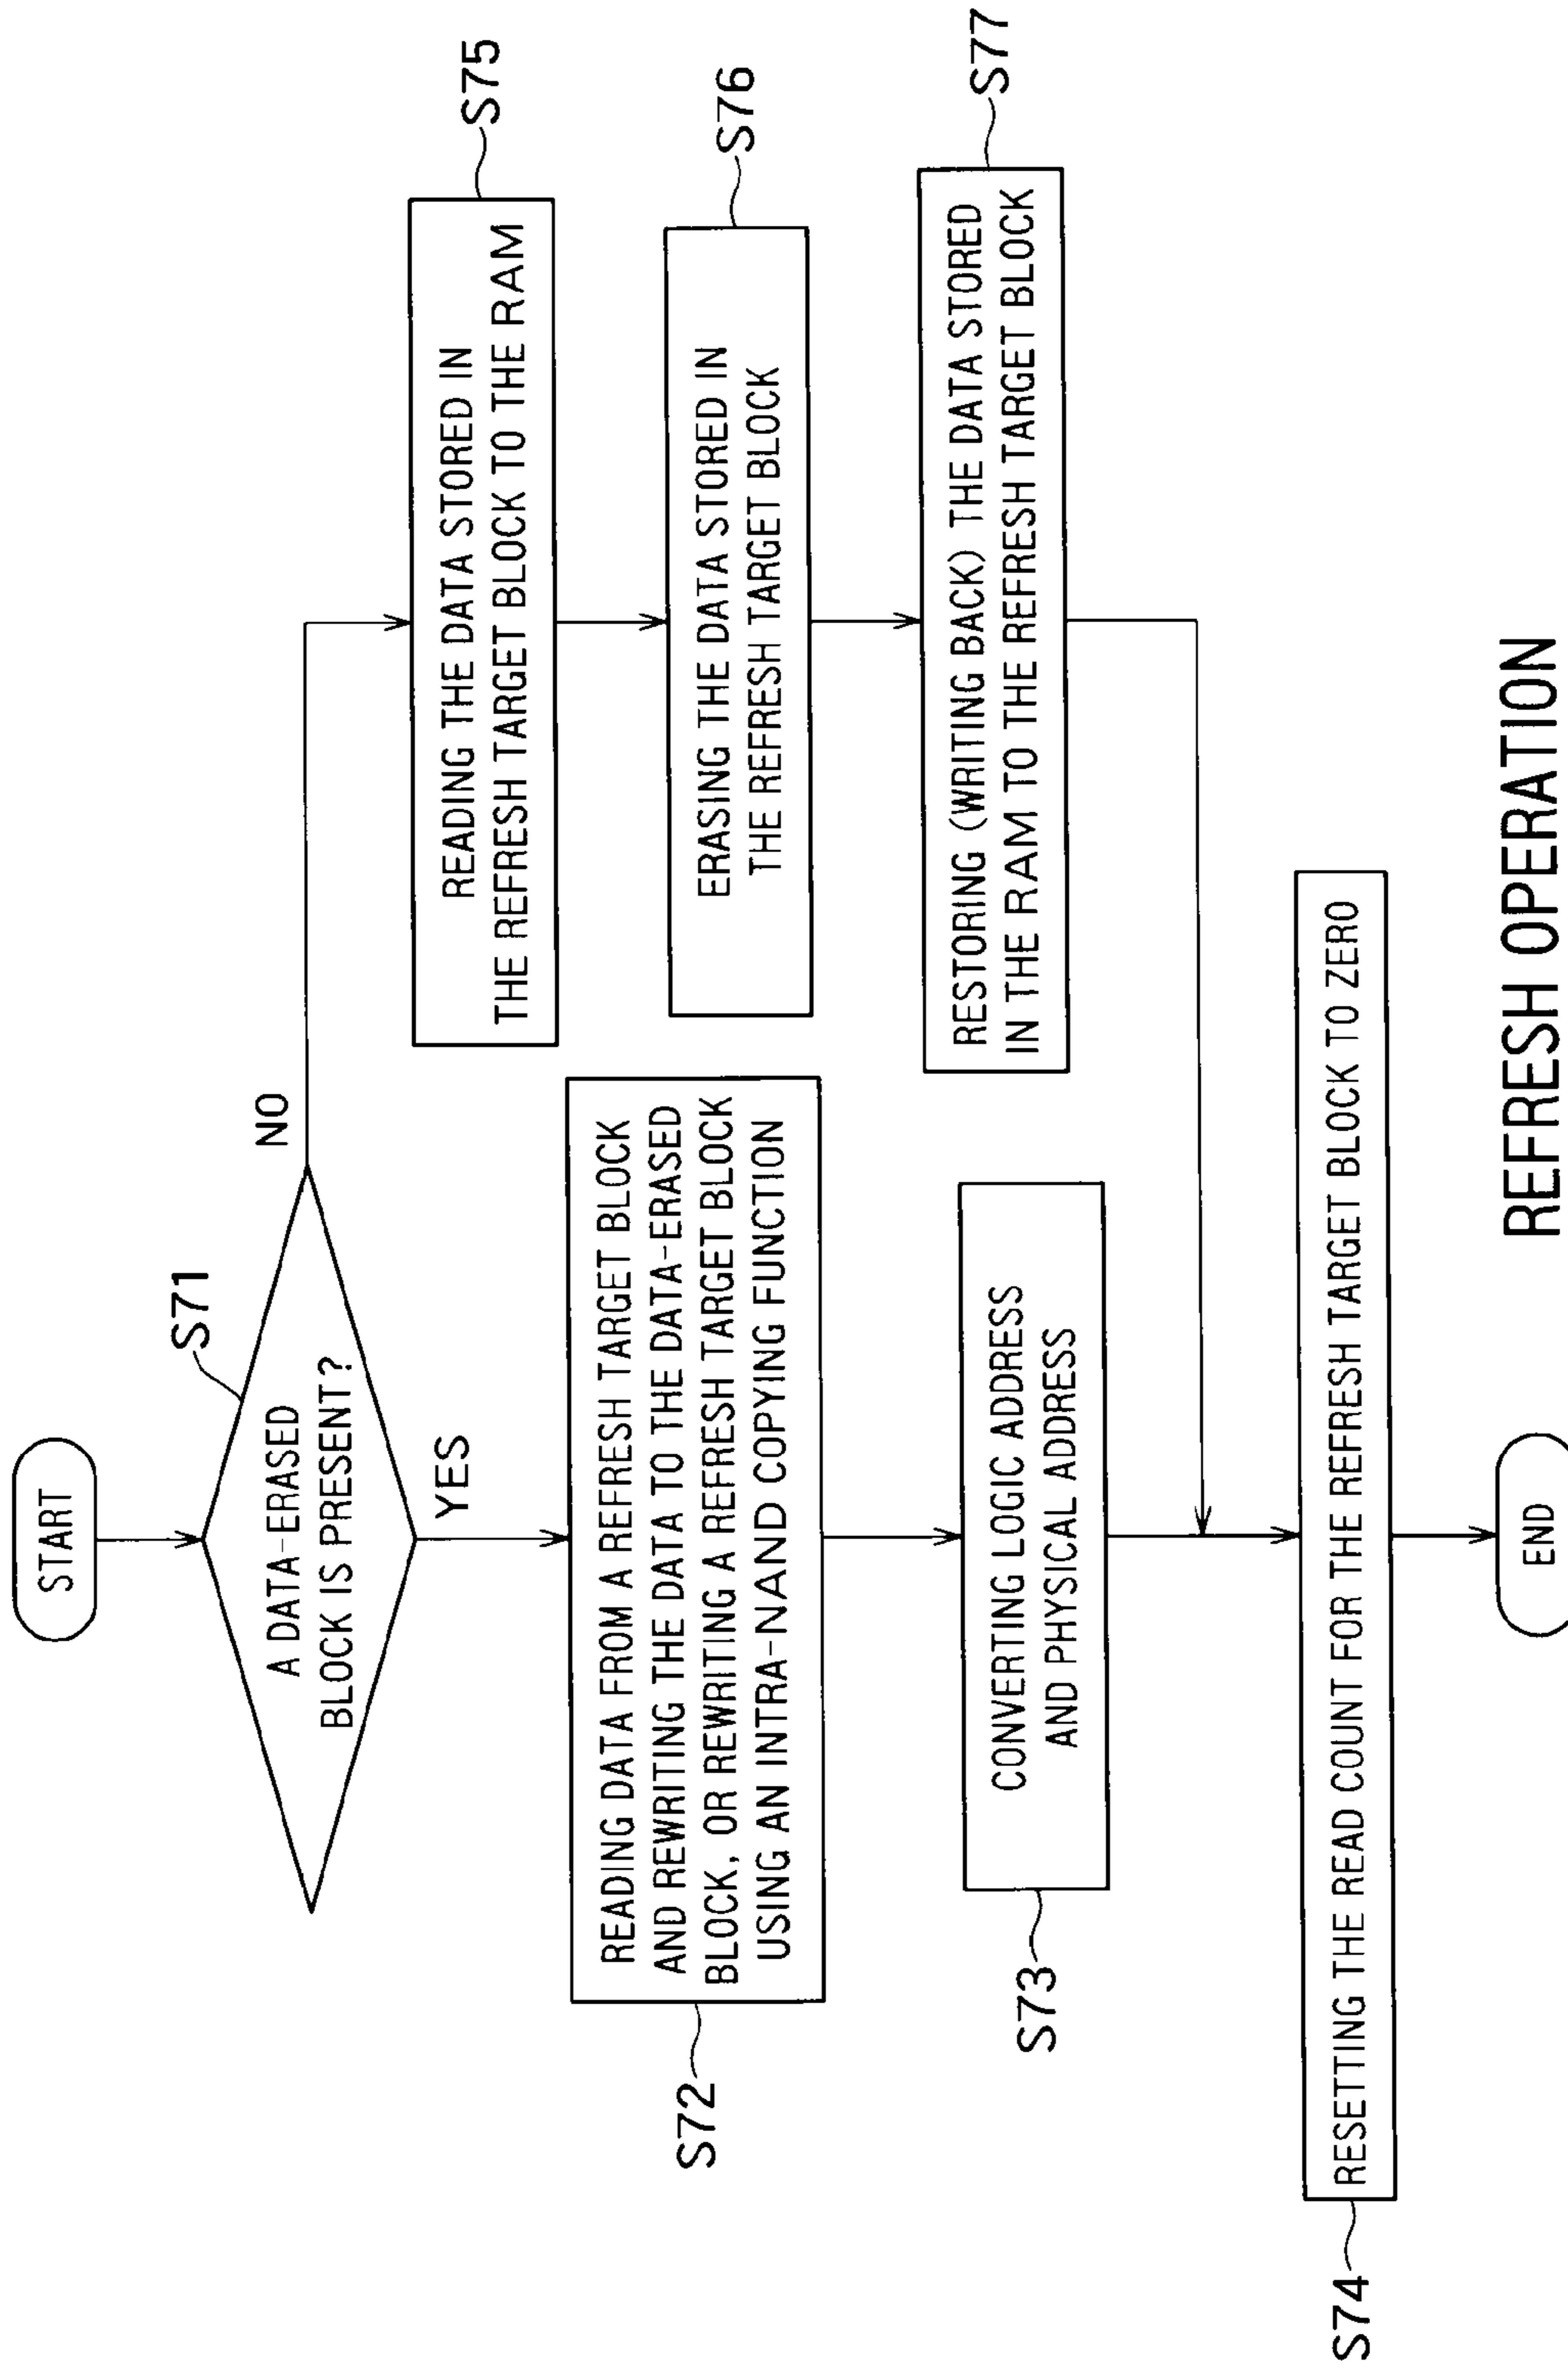 START
S71
A DATA-ERASED
BLOCK IS PRESENT?
NO
YES
S72
READING DATA FROM A REFRESH TARGET BLOCK
AND REWRITING THE DATA TO THE DATA-ERASED
BLOCK, OR REWRITING A REFRESH TARGET BLOCK
USING AN INTRA-NAND COPYING FUNCTION
S73
CONVERTING LOGIC ADDRESS
AND PHYSICAL ADDRESS
S75
READING THE DATA STORED IN
THE REFRESH TARGET BLOCK TO THE RAM
S76
ERASING THE DATA STORED IN
THE REFRESH TARGET BLOCK
S77
RESTORING (WRITING BACK) THE DATA STORED
IN THE RAM TO THE REFRESH TARGET BLOCK
S74
RESETTING THE READ COUNT FOR THE REFRESH TARGET BLOCK TO ZERO
END
REFRESH OPERATION